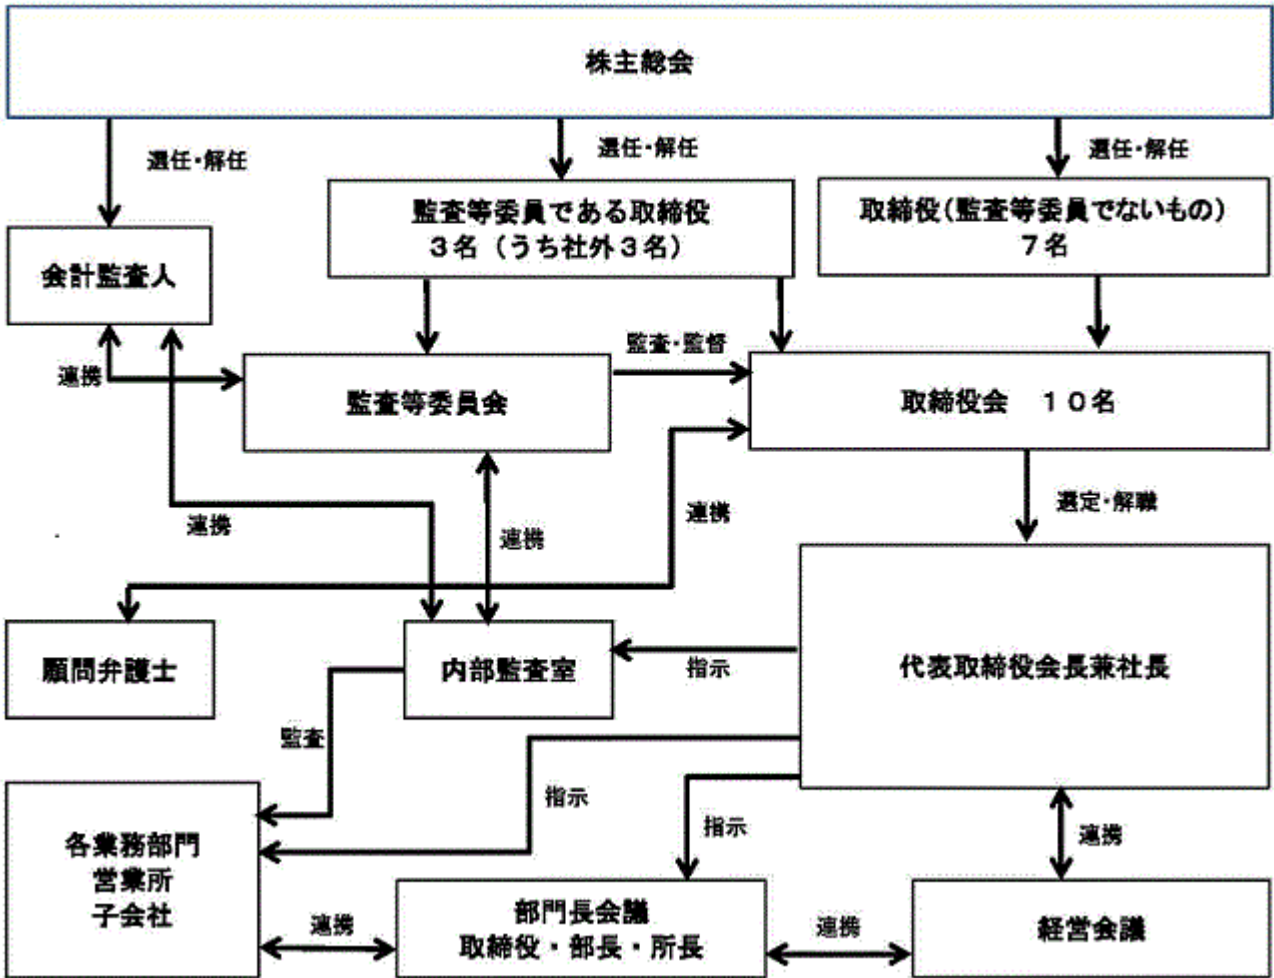 株主総会
選任・解任
選任・解任
選任・解任
監査等委員である取締役
３名（うち社外３名）
取締役（監査等委員でないもの）
７名
会計監査人
監査・監督
連携
監査等委員会
取締役会　１０名
連携
連携
連携
選定・解職
顧問弁護士
内部監査室
指示
代表取締役会長兼社長
監査
指示
指示
連携
各業務部門
営業所
子会社
連携
部門長会議
取締役・部長・所長
連携
経営会議